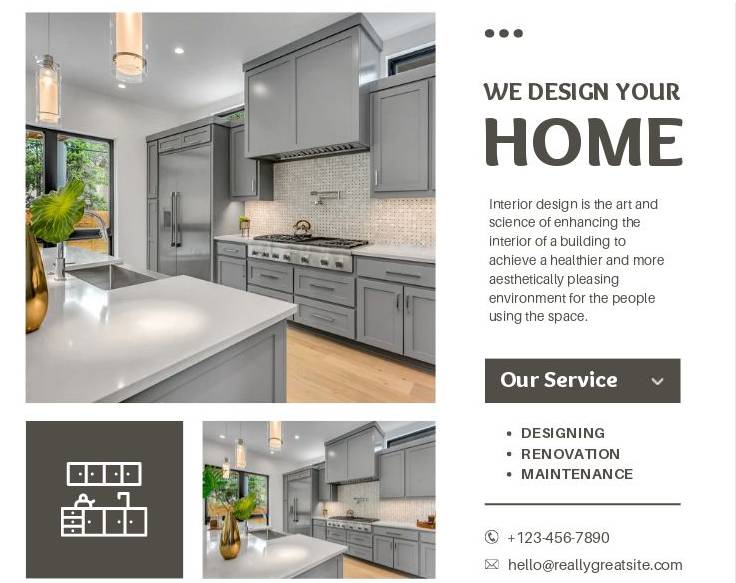 WE DESIGN YOUR
HOME
Interior design is the art and
science of enhancing the
interior of a building to
achieve a healthier and more
aesthetically pleasing
environment for the people
using the space.
Our Service
• DESIGNING
• RENOVATION
• MAINTENANCE
+123-456-7890
hello@reallygreatsite.com